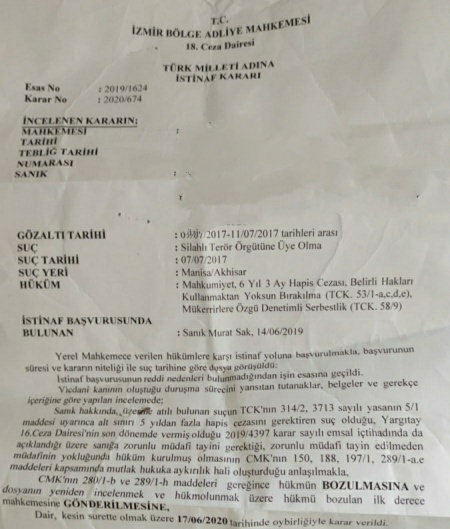 T.C.
İZMİR BÖLGE ADLİYE MAHKEMESİ
18. Ceza Dairesi
TÜRK MİLLETİ ADINA
İSTİNAF KARARI
Esas No : 2019/1624
Karar No : 2020/674
İNCELENEN KARARIN;
MAHKEMESİ :
TARİHİ
TEBLİĞ TARİHİ
NUMARASI
SANIK :
GÖZALTI TARİHİ : /2017-11/07/2017 tarihleri arası
SUÇ : Silahlı Terör Örgütüne Üye Olma
SUÇ TARİHİ : 07/07/2017
SUÇ YERİ : Manisa/Akhisar
HÜKÜM : Mahkumiyet, 6 Yıl 3 Ay Hapis Cezası, Belirli Hakları
Kullanmaktan Yoksun Bırakılma (TCK. 53/1-a,c,d,e),
Mükerrirlere Özgü Denetimli Serbestlik (TCK. 58/9)
İSTİNAF BAŞVURUSUNDA
BULUNAN : Sanık Murat Sak, 14/06/2019
Yerel Mahkemece verilen hükümlere karşı istinaf yoluna başvurulmakla, başvurunun
süresi ve kararın niteliği ile suç tarihine göre dosya görüşüldü:
İstinaf başvurusunun reddi nedenleri bulunmadığından işin esasına geçildi.
Vicdani kanının oluştuğu duruşma sürecini yansıtan tutanaklar, belgeler ve gerekçe
içeriğine göre yapılan incelemede;
Sanık hakkında, üzerine atılı bulunan suçun TCK'nın 314/2, 3713 sayılı yasanın 5/1
maddesi uyarınca alt sınırı 5 yıldan fazla hapis cezasını gerektiren suç olduğu, Yargıtay
16.Ceza Dairesi'nin son dönemde vermiş olduğu 2019/4397 karar sayılı emsal içtihadında da
açıklandığı üzere sanığa zorunlu müdafi tayini gerektiği, zorunlu müdafi tayin edilmeden
müdafinin yokluğunda hüküm kurulmuş olmasının CMK'nın 150, 188, 197/1, 289/1-a.e
maddeleri kapsamında mutlak hukuka aykırılık hali oluşturduğu anlaşılmakla,
CMK'nın 280/1-b ve 289/1-h maddeleri gereğince hükmün BOZULMASINA ve
dosyanın yeniden incelenmek ve hükmolunmak üzere hükmü bozulan ilk derece
mahkemesine GÖNDERİLMESİNE,
Dair, kesin surette olmak üzere 17/06/2020 tarihinde oybirliğiyle karar verildi.